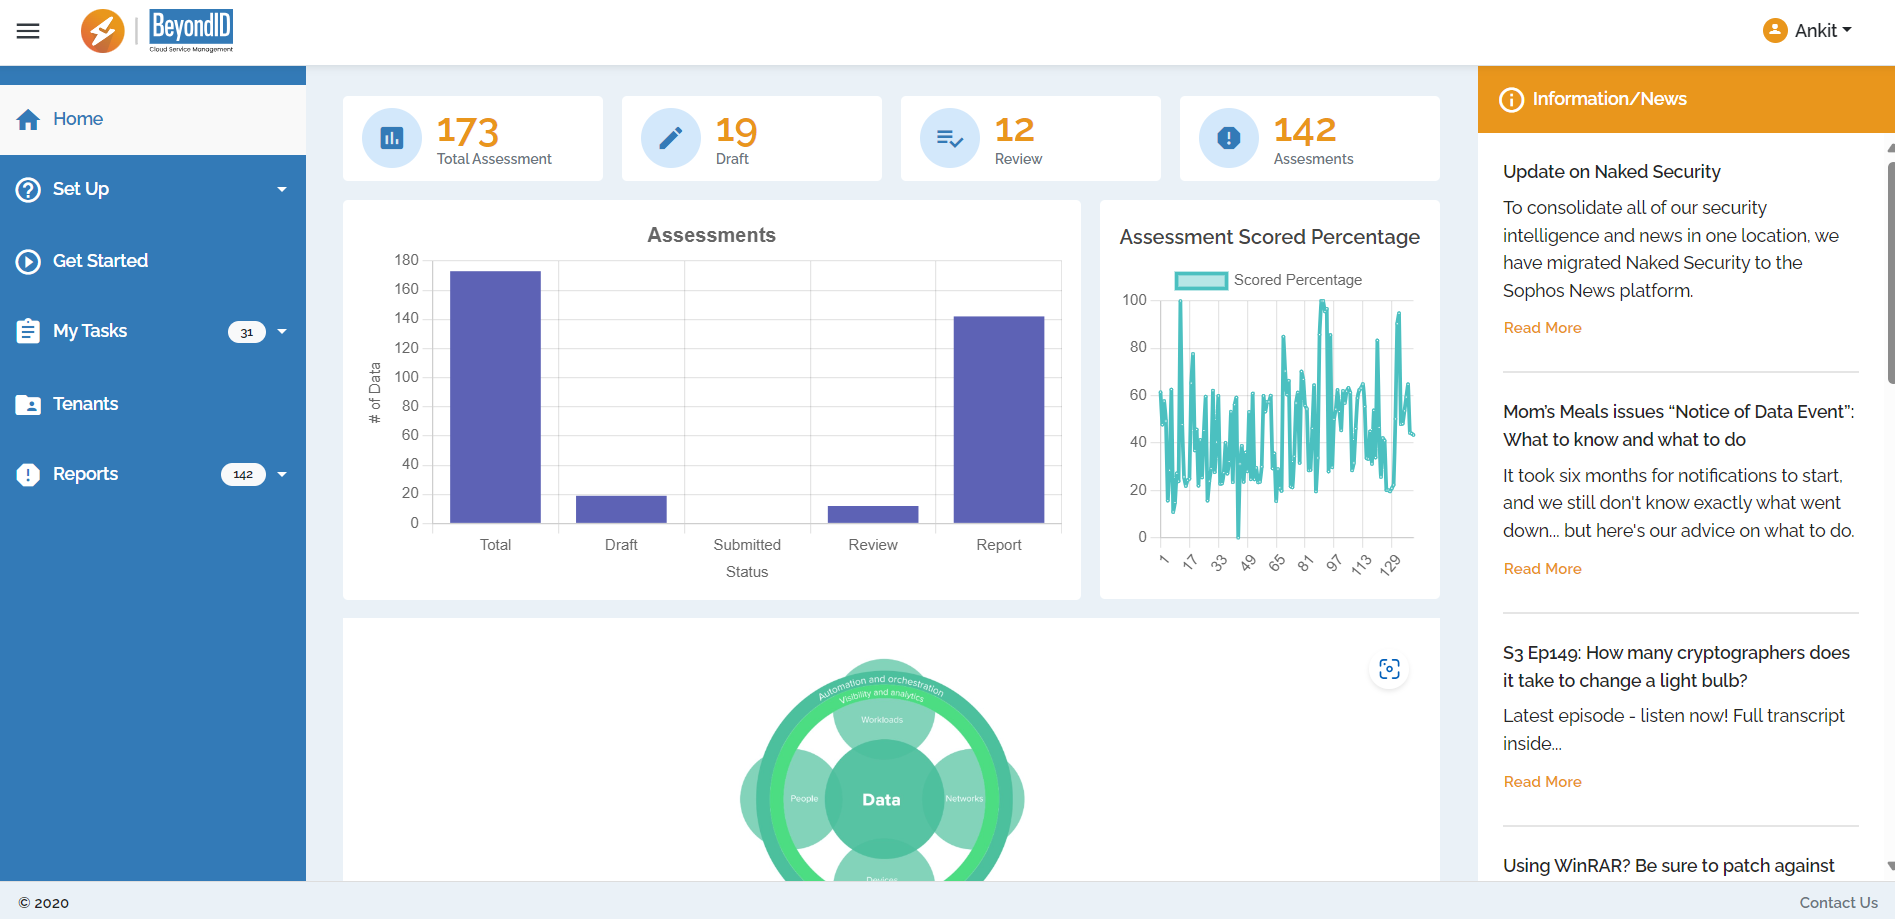 BeyondID
Cloud Service Management
Ankit
Home
Set Up
Get Started
My Tasks
31
Tenants
Reports
142
173
Total Assessment
19
Draft
12
Review
142
Assesments
Assessments
180
160
140
120
100
80
60
40
20
0
# of Data
Total
Draft
Submitted
Review
Report
Status
Assessment Scored Percentage
Scored Percentage
100
80
60
40
20
0
1
17
33
49
65
81
97
113
129
Automation and orchestration
Visibility and analytics
Workloads
People
Data
Networks
Devices
Information/News
Update on Naked Security
To consolidate all of our security
intelligence and news in one location, we
have migrated Naked Security to the
Sophos News platform.
Read More
Mom's Meals issues “Notice of Data Event”:
What to know and what to do
It took six months for notifications to start,
and we still don't know exactly what went
down... but here's our advice on what to do.
Read More
S3 Ep149: How many cryptographers does
it take to change a light bulb?
Latest episode - listen now! Full transcript
inside...
Read More
Using WinRAR? Be sure to patch against
© 2020
Contact Us